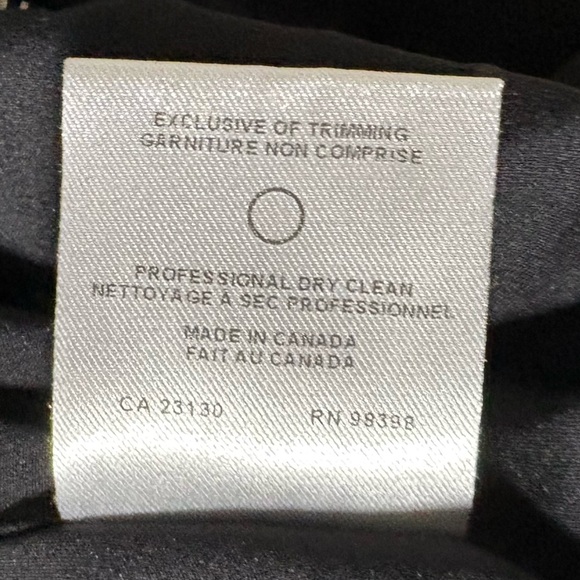 EXCLUSIVE OF TRIMMING
GARNITURE NON COMPRISE
PROFESSIONAL DRY CLEAN
NETTOYAGE À SEC PROFESSIONNEL
MADE IN CANADA
FAIT AU CANADA
CA 23130 RN 98398